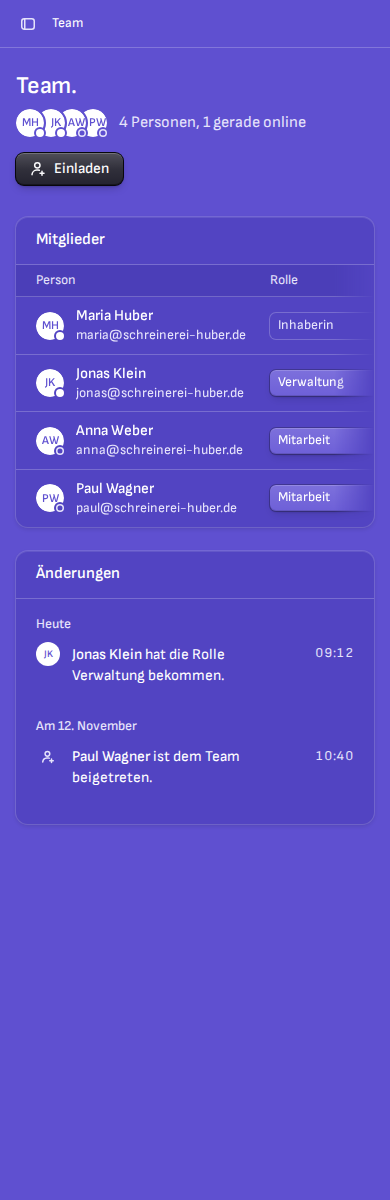 Team
Team.
MH JK AW PW 4 Personen, 1 gerade online
Einladen
Mitglieder
Person Rolle
MH Maria Huber
maria@schreinerei-huber.de
Inhaberin
JK Jonas Klein
jonas@schreinerei-huber.de
Verwaltung
AW Anna Weber
anna@schreinerei-huber.de
Mitarbeit
PW Paul Wagner
paul@schreinerei-huber.de
Mitarbeit
Änderungen
Heute
JK Jonas Klein hat die Rolle 09:12
Verwaltung bekommen.
Am 12. November
Paul Wagner ist dem Team 10:40
beigetreten.